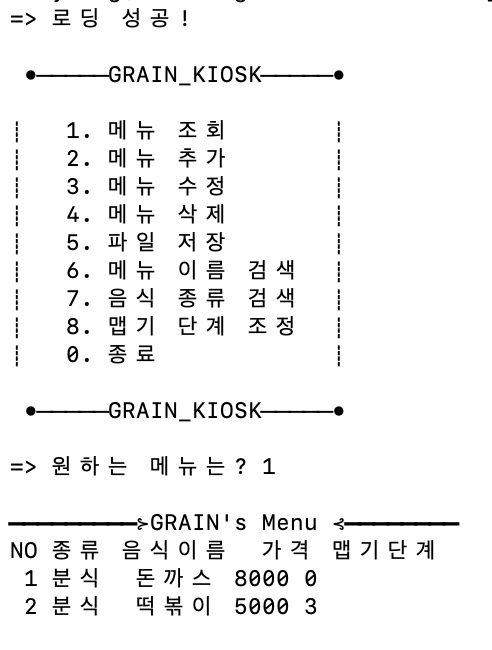 => 로딩 성공!
●——————GRAIN_KIOSK——————●
¦ 1. 메뉴 조회 ¦
¦ 2. 메뉴 추가 ¦
¦ 3. 메뉴 수정 ¦
¦ 4. 메뉴 삭제 ¦
¦ 5. 파일 저장 ¦
¦ 6. 메뉴 이름 검색 ¦
¦ 7. 음식 종류 검색 ¦
¦ 8. 맵기 단계 조정 ¦
¦ 0. 종료 ¦
●——————GRAIN_KIOSK——————●
=> 원하는 메뉴는? 1
━━━━━━━━━━⊱GRAIN's Menu ⊰━━━━━━━━━━
NO 종류 음식이름 가격 맵기단계
1 분식 돈까스 8000 0
2 분식 떡볶이 5000 3